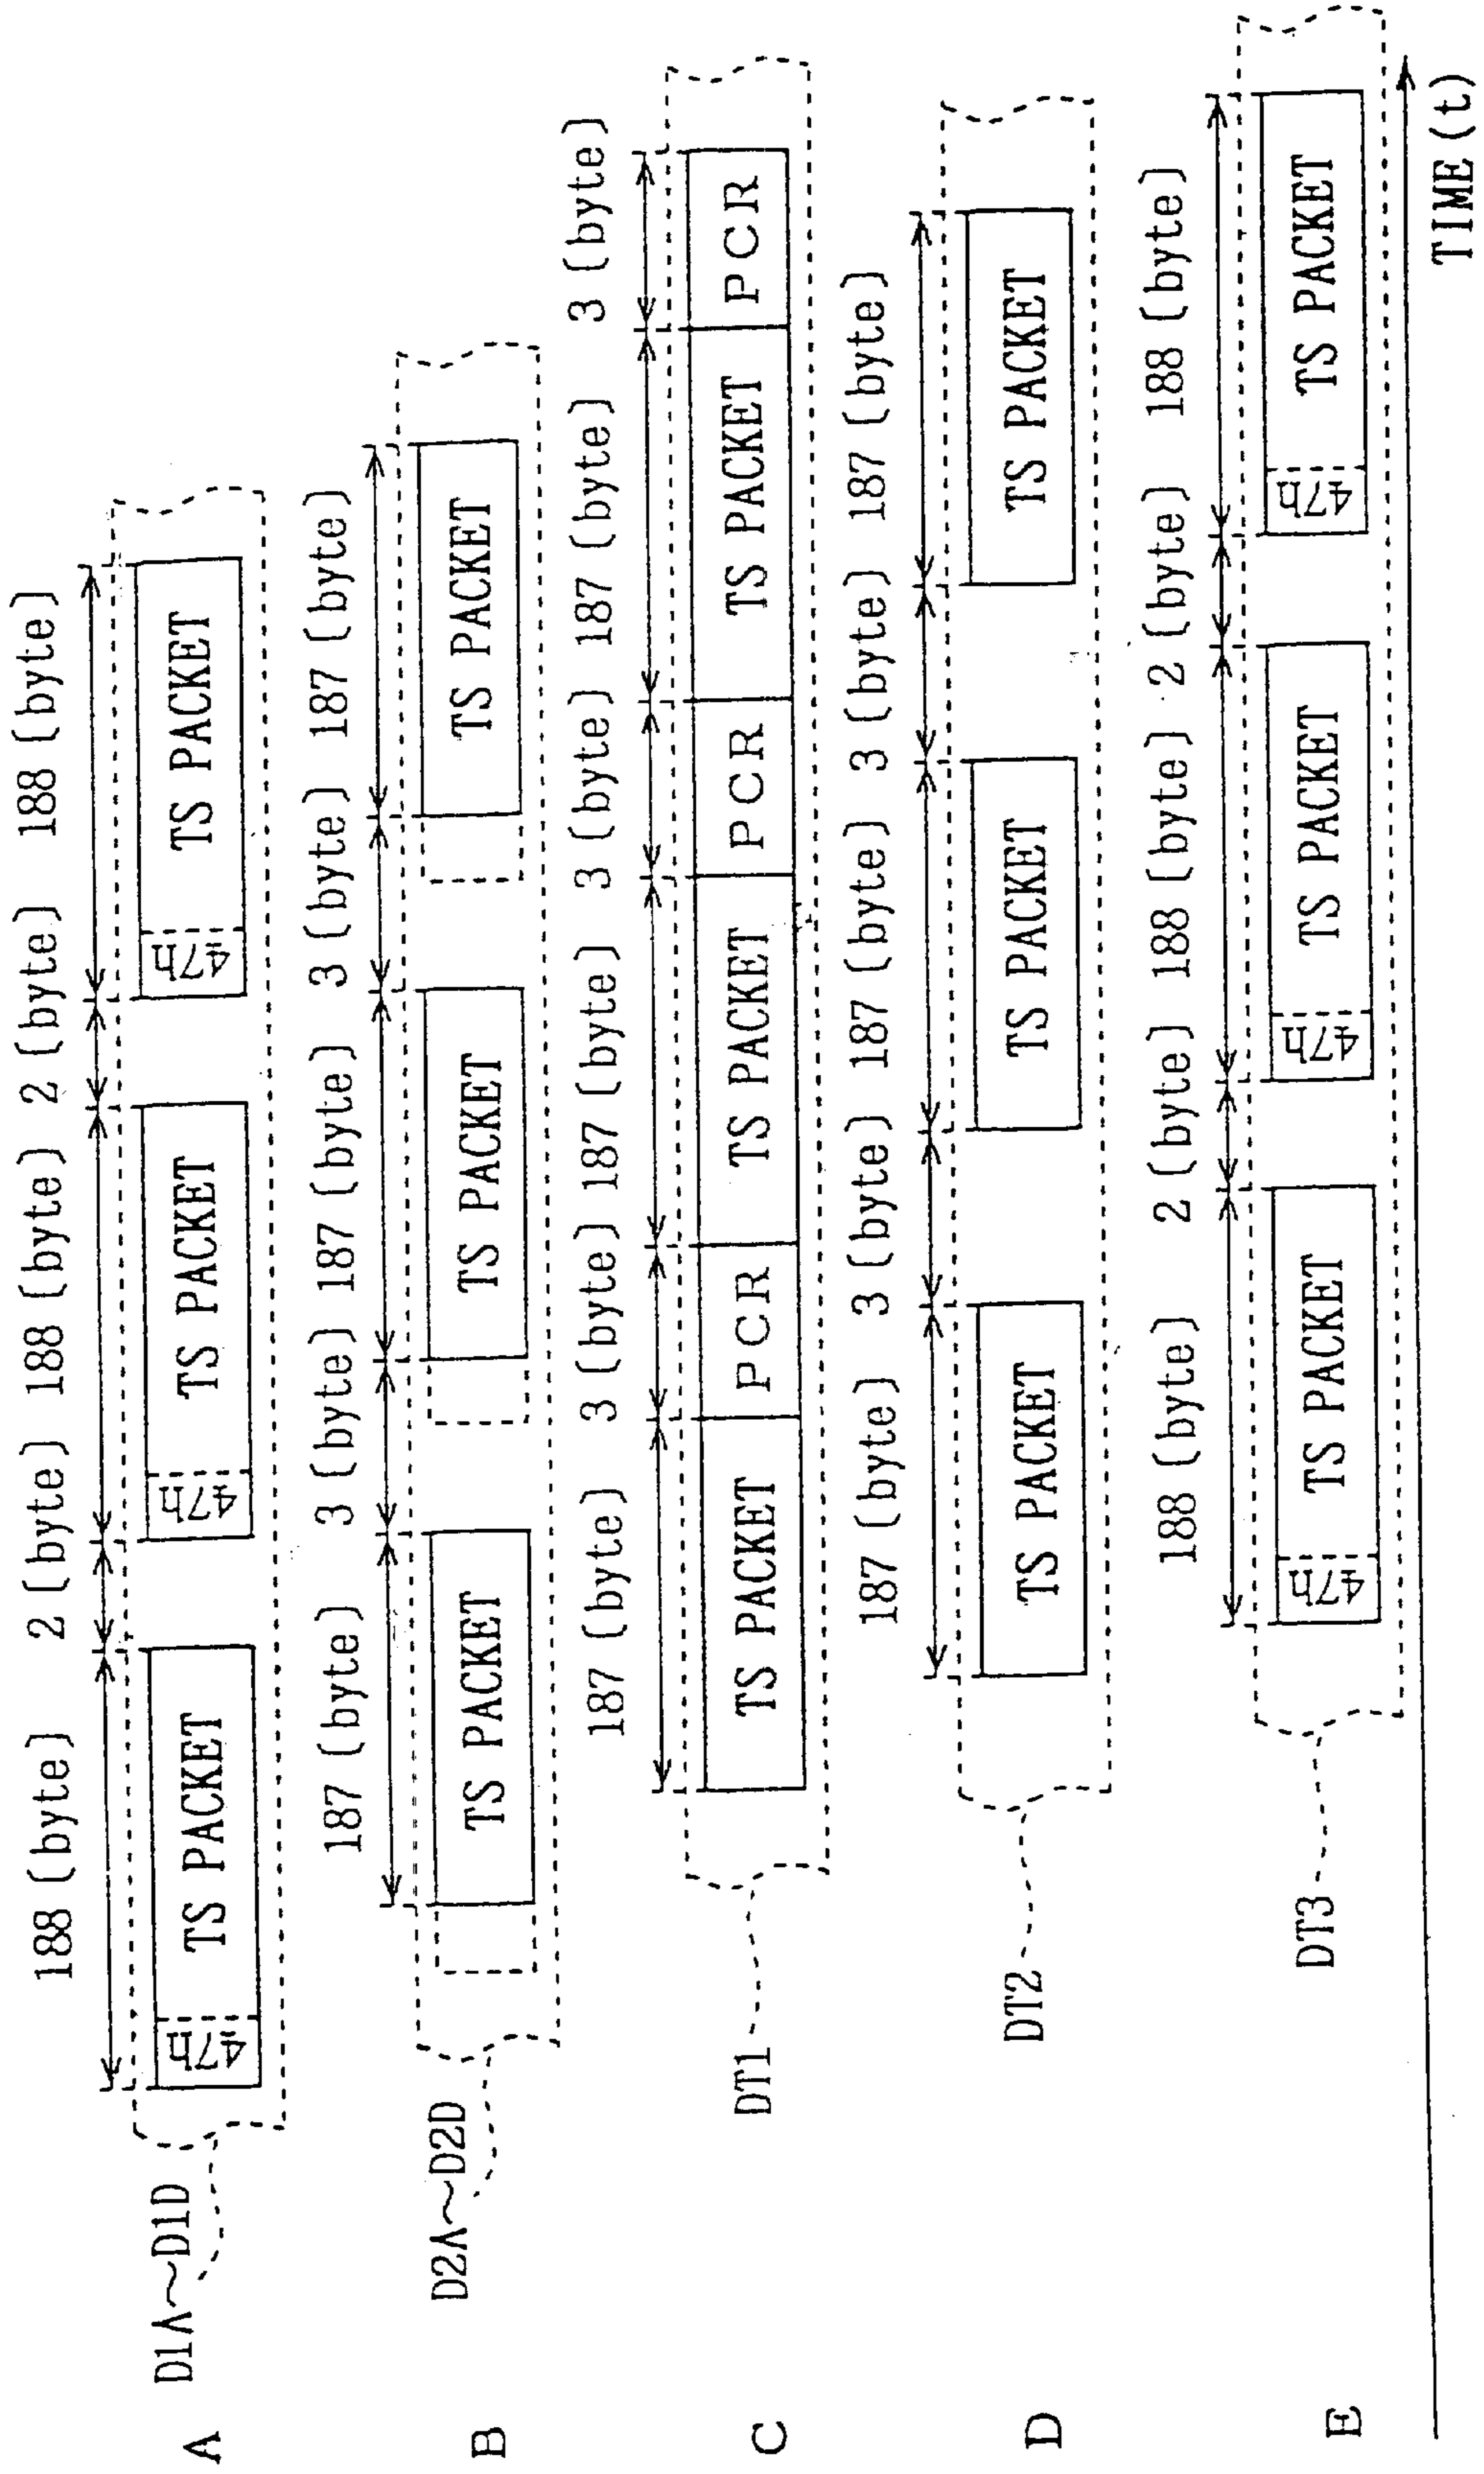 188 (byte) 2 (byte) 188 (byte) 2 (byte) 188 (byte)
47h TS PACKET 47h TS PACKET 47h TS PACKET
D1A～D1D
A
187 (byte) 3 (byte) 187 (byte) 3 (byte) 187 (byte)
TS PACKET TS PACKET TS PACKET
D2A～D2D
B
187 (byte) 3 (byte) 187 (byte) 3 (byte) 187 (byte) 3 (byte)
TS PACKET PCR TS PACKET PCR TS PACKET PCR
DT1
C
187 (byte) 3 (byte) 187 (byte) 3 (byte) 187 (byte)
TS PACKET TS PACKET TS PACKET
DT2
D
188 (byte) 2 (byte) 188 (byte) 2 (byte) 188 (byte)
47h TS PACKET 47h TS PACKET 47h TS PACKET
DT3
E
TIME (t)